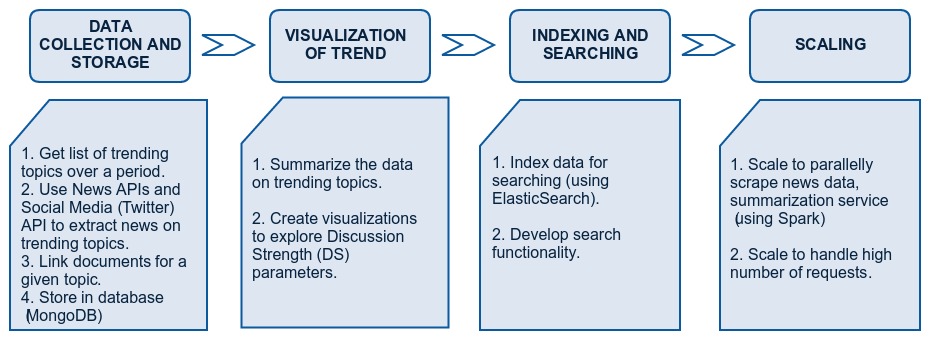 DATA
COLLECTION AND
STORAGE
VISUALIZATION
OF TREND
INDEXING AND
SEARCHING
SCALING
1. Get list of trending
topics over a period.
2. Use News APIs and
Social Media (Twitter)
API to extract news on
trending topics.
3. Link documents for a
given topic.
4. Store in database
(MongoDB)
1. Summarize the data
on trending topics.
2. Create visualizations
to explore Discussion
Strength (DS)
parameters.
1. Index data for
searching (using
ElasticSearch).
2. Develop search
functionality.
1. Scale to parallelly
scrape news data,
summarization service
(using Spark)
2. Scale to handle high
number of requests.